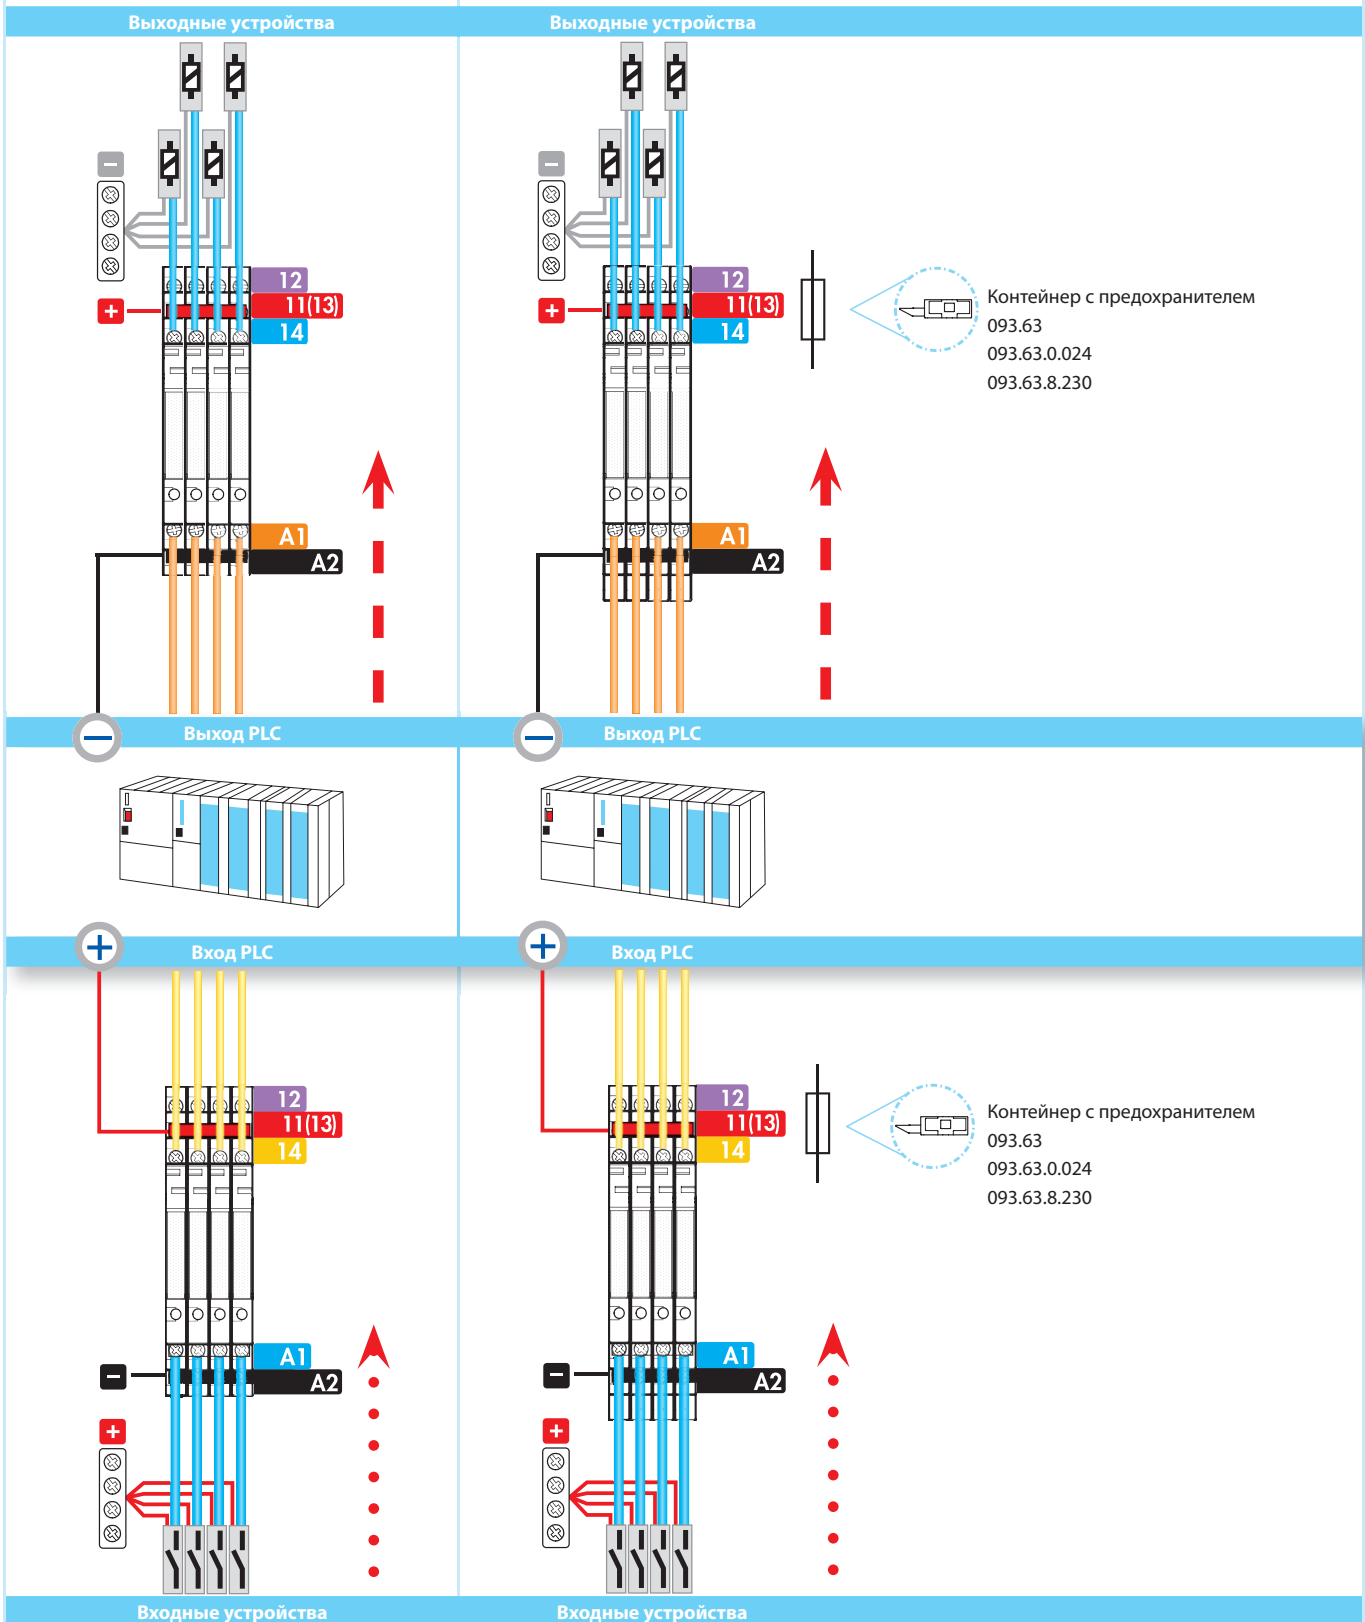 Выходные устройства
Выходные устройства
12
11(13)
14
A1
A2
12
11(13)
14
A1
A2
Контейнер с предохранителем
093.63
093.63.0.024
093.63.8.230
Выход PLC
Выход PLC
Вход PLC
Вход PLC
12
11(13)
14
A1
A2
12
11(13)
14
A1
A2
Контейнер с предохранителем
093.63
093.63.0.024
093.63.8.230
Входные устройства
Входные устройства